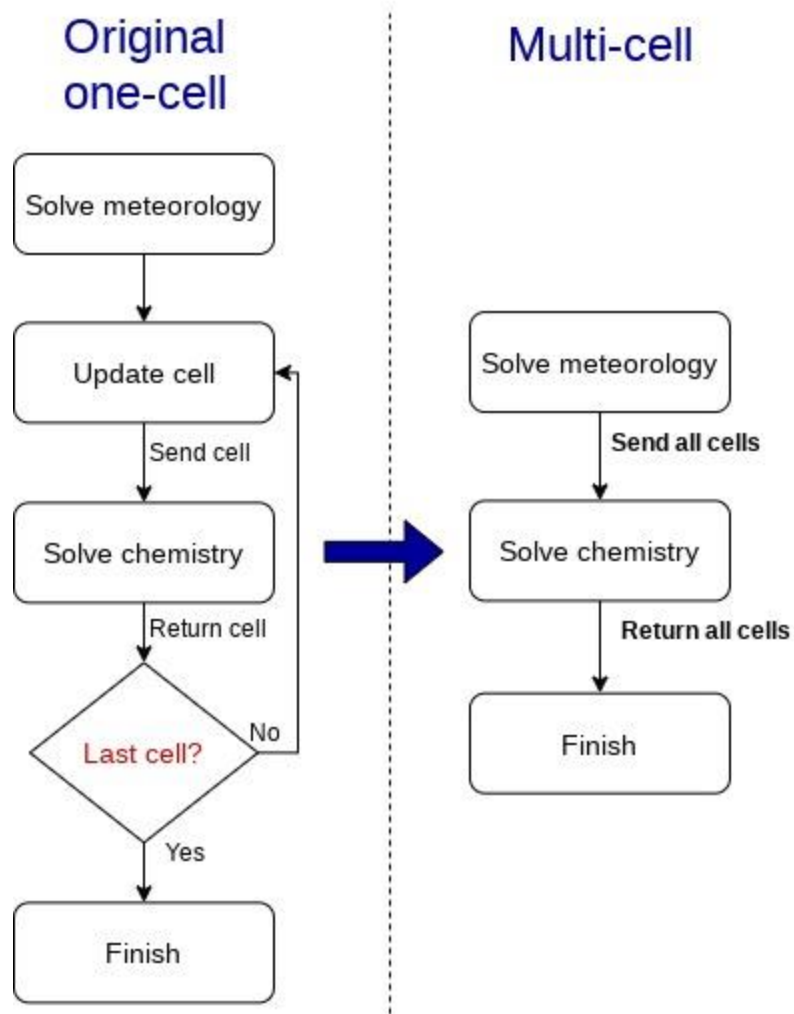 Original
one-cell
Solve meteorology
Update cell
Send cell
Solve chemistry
Return cell
Last cell?
No
Yes
Finish
Multi-cell
Solve meteorology
Send all cells
Solve chemistry
Return all cells
Finish